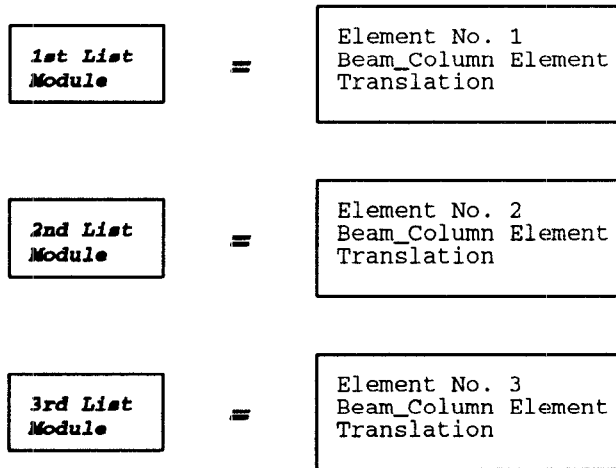 1st List
Module
=
Element No. 1
Beam_Column Element
Translation
2nd List
Module
=
Element No. 2
Beam_Column Element
Translation
3rd List
Module
=
Element No. 3
Beam_Column Element
Translation